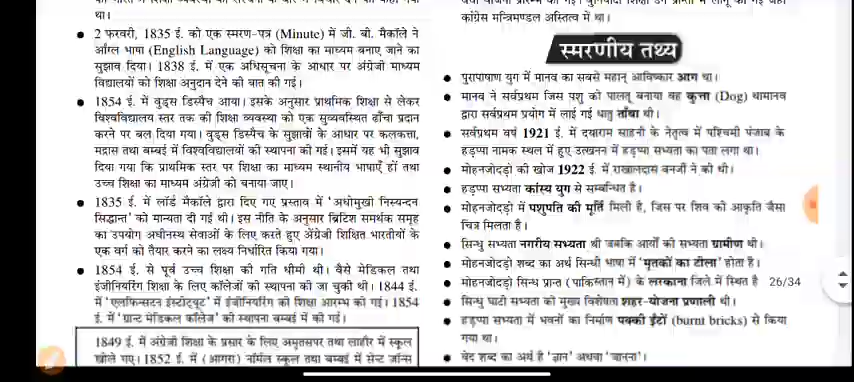 था।
• 2 फरवरी, 1835 ई. को एक स्मरण-पत्र (Minute) में जी. बी. मैकॉले ने
आंग्ल भाषा (English Language) को शिक्षा का माध्यम बनाए जाने का
सुझाव दिया। 1838 ई. में एक अधिसूचना के आधार पर अंग्रेजी माध्यम
विद्यालयों को शिक्षा अनुदान देने की बात की गई।
• 1854 ई. में वुड्स डिस्पैच आया। इसके अनुसार प्राथमिक शिक्षा से लेकर
विश्वविद्यालय स्तर तक की शिक्षा व्यवस्था को एक सुव्यवस्थित ढाँचा प्रदान
करने पर बल दिया गया। वुड्स डिस्पैच के सुझावों के आधार पर कलकत्ता,
मद्रास तथा बम्बई में विश्वविद्यालयों की स्थापना की गई। इसमें यह भी सुझाव
दिया गया कि प्राथमिक स्तर पर शिक्षा का माध्यम स्थानीय भाषाएँ हों तथा
उच्च शिक्षा का माध्यम अंग्रेजी को बनाया जाए।
• 1835 ई. में लॉर्ड मैकॉले द्वारा दिए गए प्रस्ताव में 'अधोमुखी निस्यन्दन
सिद्धान्त' को मान्यता दी गई थी। इस नीति के अनुसार ब्रिटिश समर्थक समूह
का उपयोग अधीनस्थ सेवाओं के लिए करते हुए अंग्रेजी शिक्षित भारतीयों के
एक वर्ग को तैयार करने का लक्ष्य निर्धारित किया गया।
• 1854 ई. से पूर्व उच्च शिक्षा की गति धीमी थी। वैसे मेडिकल तथा
इंजीनियरिंग शिक्षा के लिए कॉलेजों की स्थापना की जा चुकी थी। 1844 ई.
में 'एलफिन्सटन इंस्टीट्यूट' में इंजीनियरिंग की शिक्षा आरम्भ की गई। 1854
ई. में 'ग्रान्ट मेडिकल कॉलेज' की स्थापना बम्बई में की गई।
1849 ई. में अंग्रेजी शिक्षा के प्रसार के लिए अमृतसर तथा लाहौर में स्कूल
खोले गए। 1852 ई. में (आगरा) नॉर्मल स्कूल तथा बम्बई में सेन्ट जॉन्स
कांग्रेस मन्त्रिमण्डल अस्तित्व में था।
स्मरणीय तथ्य
• पुरापाषाण युग में मानव का सबसे महान् आविष्कार आग था।
• मानव ने सर्वप्रथम जिस पशु को पालतू बनाया वह कुत्ता (Dog) थामानव
द्वारा सर्वप्रथम प्रयोग में लाई गई धातु ताँबा थी।
• सर्वप्रथम वर्ष 1921 ई. में दयाराम साहनी के नेतृत्व में पश्चिमी पंजाब के
हड़प्पा नामक स्थल में हुए उत्खनन में हड़प्पा सभ्यता का पता लगा था।
• मोहनजोदड़ो की खोज 1922 ई. में राखालदास बनर्जी ने की थी।
• हड़प्पा सभ्यता कांस्य युग से सम्बन्धित है।
• मोहनजोदड़ो में पशुपति की मूर्ति मिली है, जिस पर शिव की आकृति जैसा
चित्र मिलता है।
• सिन्धु सभ्यता नगरीय सभ्यता थी जबकि आर्यों की सभ्यता ग्रामीण थी।
• मोहनजोदड़ो शब्द का अर्थ सिन्धी भाषा में 'मृतकों का टीला' होता है।
• मोहनजोदड़ो सिन्ध प्रान्त (पाकिस्तान में) के लरकाना जिले में स्थित है 26/34
• सिन्धु घाटी सभ्यता की मुख्य विशेषता शहर-योजना प्रणाली थी।
• हड़प्पा सभ्यता में भवनों का निर्माण पक्की ईंटों (burnt bricks) से किया
गया था।
• वेद शब्द का अर्थ है 'ज्ञान' अथवा 'जानना'।